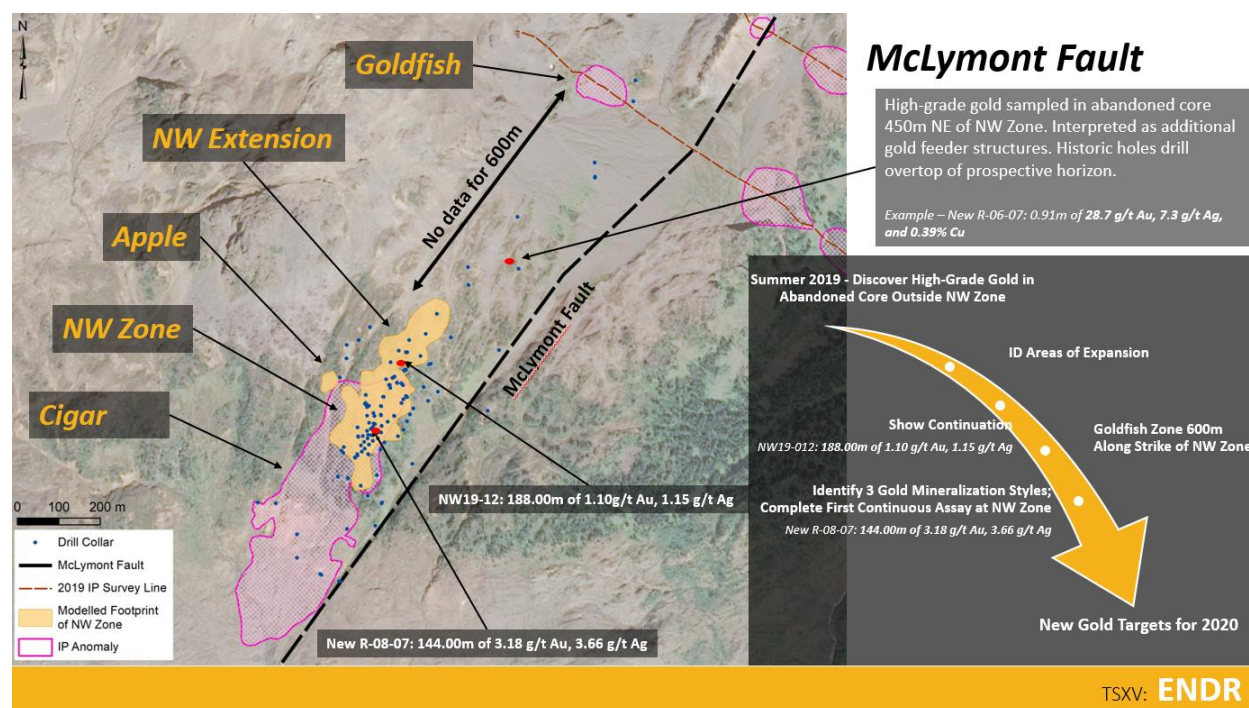 N
Goldfish
NW Extension
Apple
NW Zone
Cigar
No data for 600m
McLymont Fault
NW19-12: 188.00m of 1.10g/t Au, 1.15 g/t Ag
New R-08-07: 144.00m of 3.18 g/t Au, 3.66 g/t Ag
0 100 200 m
Drill Collar
McLymont Fault
2019 IP Survey Line
Modelled Footprint
of NW Zone
IP Anomaly
McLymont Fault
High-grade gold sampled in abandoned core
450m NE of NW Zone. Interpreted as additional
gold feeder structures. Historic holes drill
overtop of prospective horizon.
Example – New R-06-07: 0.91m of 28.7 g/t Au, 7.3 g/t Ag,
and 0.39% Cu
Summer 2019 - Discover High-Grade Gold in
Abandoned Core Outside NW Zone
ID Areas of Expansion
Show Continuation
NW19-012: 188.00m of 1.10 g/t Au, 1.15 g/t Ag
Goldfish Zone 600m
Along Strike of NW Zone
Identify 3 Gold Mineralization Styles;
Complete First Continuous Assay at NW Zone
New R-08-07: 144.00m of 3.18 g/t Au, 3.66 g/t Ag
New Gold Targets for 2020
TSXV: ENDR